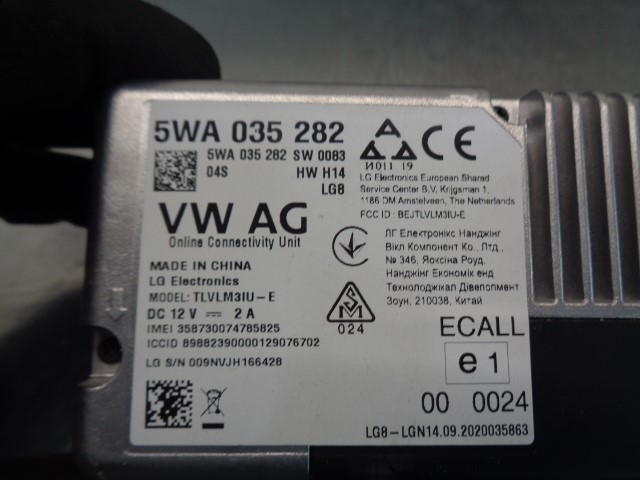 5WA 035 282
5WA 035 282 SW 0083
04S HW H14
LG8
VW AG
Online Connectivity Unit
MADE IN CHINA
LG Electronics
MODEL: TLVLM3IU-E
DC 12 V 2 A
IMEI 358730074785825
ICCID 89882390000129076702
LG S/N 009NVJH166428
CE
И011 19
LG Electronics European Shared
Service Center B.V, Krijgsman 1,
1186 DM Amstelveen, The Netherlands
FCC ID : BEJTLVLM3IU-E
ЛГ Електронікс Нанджінг
Вікл Компонент Ко., Лтд.,
№ 346, Яоксіна Роуд.
Нанджінг Економік енд
Технолоджікал Дівелопмент
Зоун, 210038, Китай
024
ECALL
e1
00 0024
LG8-LGN14.09.2020035863